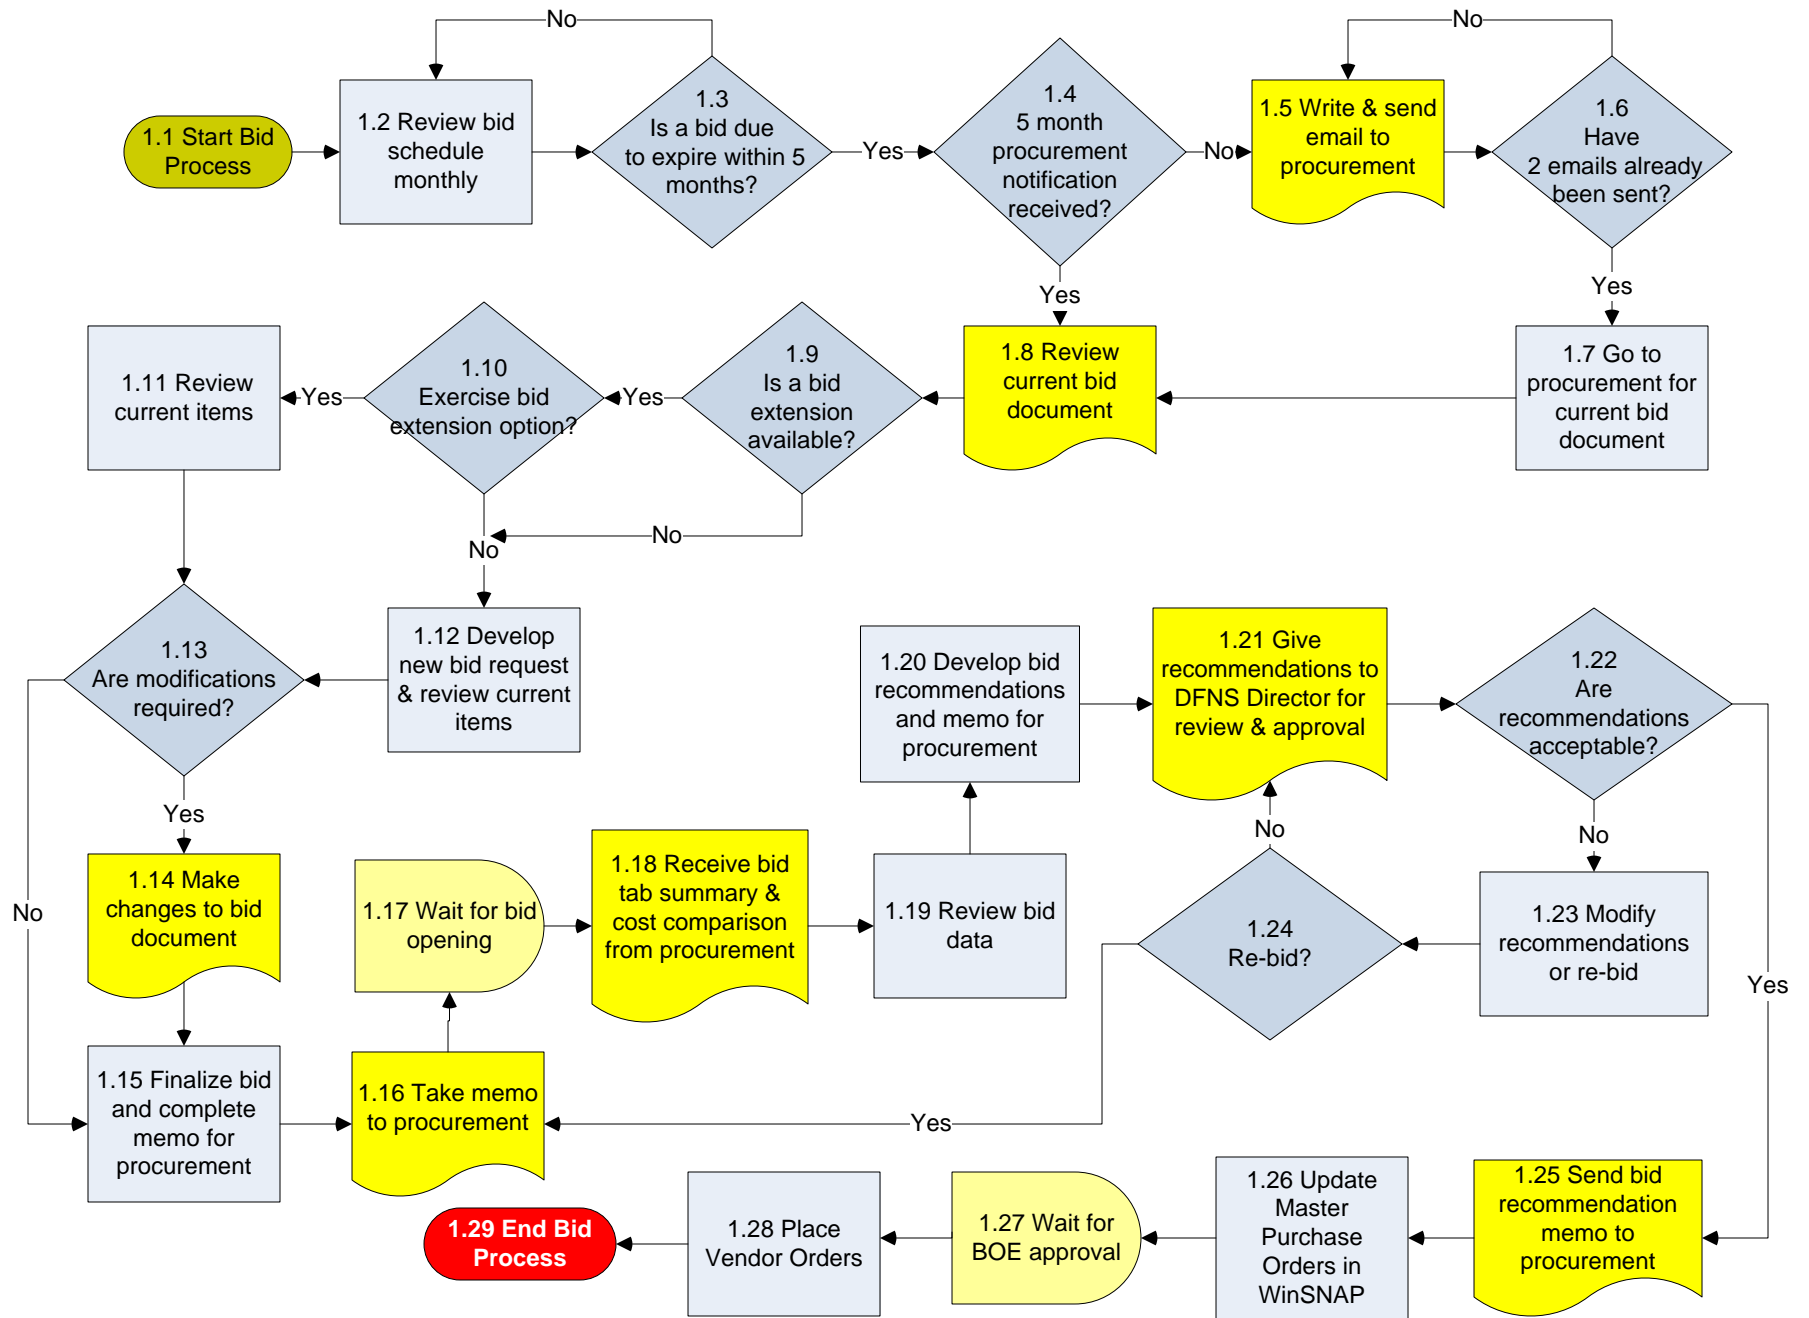 No
No
1.1 Start Bid
Process
1.2 Review bid
schedule
monthly
1.3
Is a bid due
to expire within 5
months?
Yes
1.4
5 month
procurement
notification
received?
No
1.5 Write & send
email to
procurement
1.6
Have
2 emails already
been sent?
Yes
Yes
1.11 Review
current items
Yes
1.10
Exercise bid
extension option?
Yes
1.9
Is a bid
extension
available?
1.8 Review
current bid
document
1.7 Go to
procurement for
current bid
document
No
No
1.13
Are modifications
required?
1.12 Develop
new bid request
& review current
items
1.20 Develop bid
recommendations
and memo for
procurement
1.21 Give
recommendations to
DFNS Director for
review & approval
1.22
Are
recommendations
acceptable?
Yes
No
No
1.14 Make
changes to bid
document
No
1.17 Wait for bid
opening
1.18 Receive bid
tab summary &
cost comparison
from procurement
1.19 Review bid
data
1.24
Re-bid?
1.23 Modify
recommendations
or re-bid
Yes
1.15 Finalize bid
and complete
memo for
procurement
1.16 Take memo
to procurement
Yes
1.29 End Bid
Process
1.28 Place
Vendor Orders
1.27 Wait for
BOE approval
1.26 Update
Master
Purchase
Orders in
WinSNAP
1.25 Send bid
recommendation
memo to
procurement